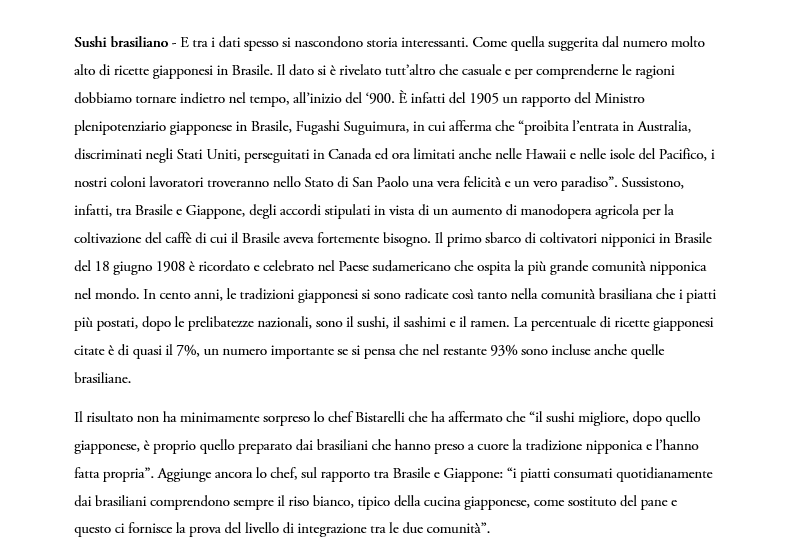 Sushi brasiliano - E tra i dati spesso si nascondono storia interessanti. Come quella suggerita dal numero molto
alto di ricette giapponesi in Brasile. Il dato si è rivelato tutt’altro che casuale e per comprenderne le ragioni
dobbiamo tornare indietro nel tempo, all’inizio del ‘900. È infatti del 1905 un rapporto del Ministro
plenipotenziario giapponese in Brasile, Fugashi Suguimura, in cui afferma che “proibita l’entrata in Australia,
discriminati negli Stati Uniti, perseguitati in Canada ed ora limitati anche nelle Hawaii e nelle isole del Pacifico, i
nostri coloni lavoratori troveranno nello Stato di San Paolo una vera felicità e un vero paradiso”. Sussistono,
infatti, tra Brasile e Giappone, degli accordi stipulati in vista di un aumento di manodopera agricola per la
coltivazione del caffè di cui il Brasile aveva fortemente bisogno. Il primo sbarco di coltivatori nipponici in Brasile
del 18 giugno 1908 è ricordato e celebrato nel Paese sudamericano che ospita la più grande comunità nipponica
nel mondo. In cento anni, le tradizioni giapponesi si sono radicate così tanto nella comunità brasiliana che i piatti
più postati, dopo le prelibatezze nazionali, sono il sushi, il sashimi e il ramen. La percentuale di ricette giapponesi
citate è di quasi il 7%, un numero importante se si pensa che nel restante 93% sono incluse anche quelle
brasiliane.
Il risultato non ha minimamente sorpreso lo chef Bistarelli che ha affermato che “il sushi migliore, dopo quello
giapponese, è proprio quello preparato dai brasiliani che hanno preso a cuore la tradizione nipponica e l’hanno
fatta propria”. Aggiunge ancora lo chef, sul rapporto tra Brasile e Giappone: “i piatti consumati quotidianamente
dai brasiliani comprendono sempre il riso bianco, tipico della cucina giapponese, come sostituto del pane e
questo ci fornisce la prova del livello di integrazione tra le due comunità”.